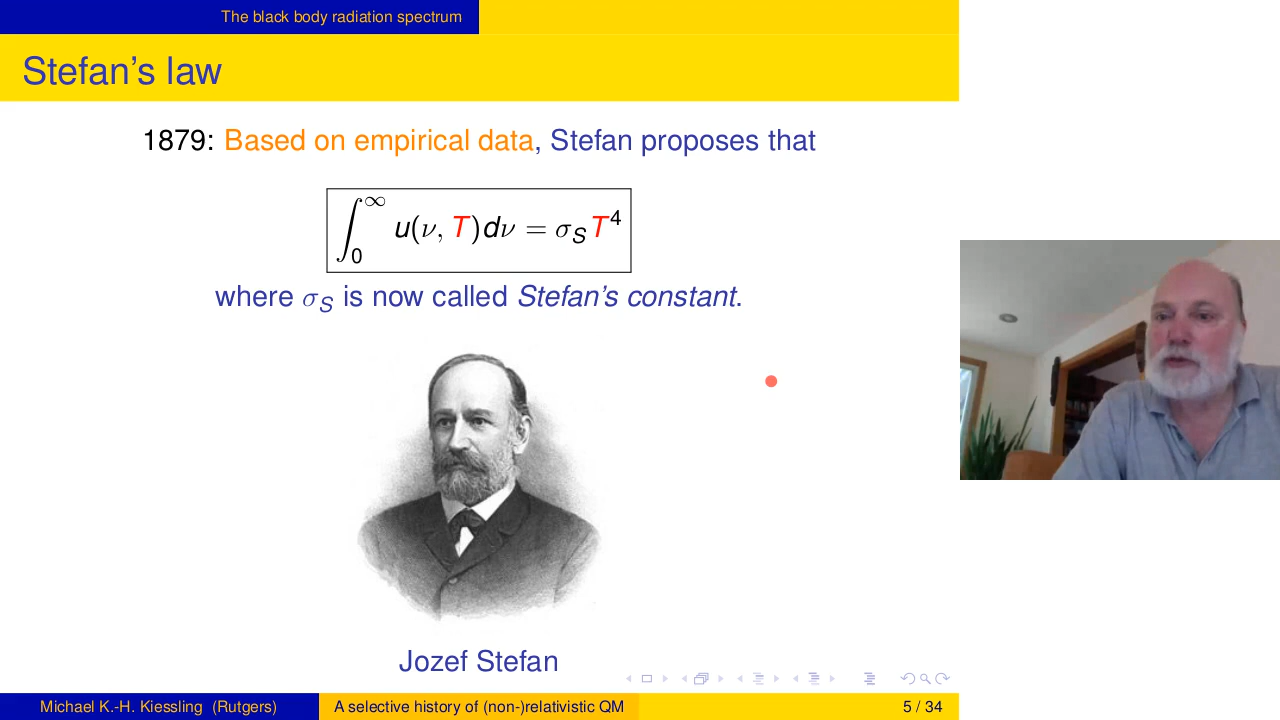 The black body radiation spectrum
Stefan's law
1879: Based on empirical data, Stefan proposes that
∫₀^∞ u(ν, T)dν = σ_S T⁴
where σ_S is now called Stefan's constant.
Jozef Stefan
Michael K.-H. Kiessling (Rutgers)
A selective history of (non-)relativistic QM
5 / 34